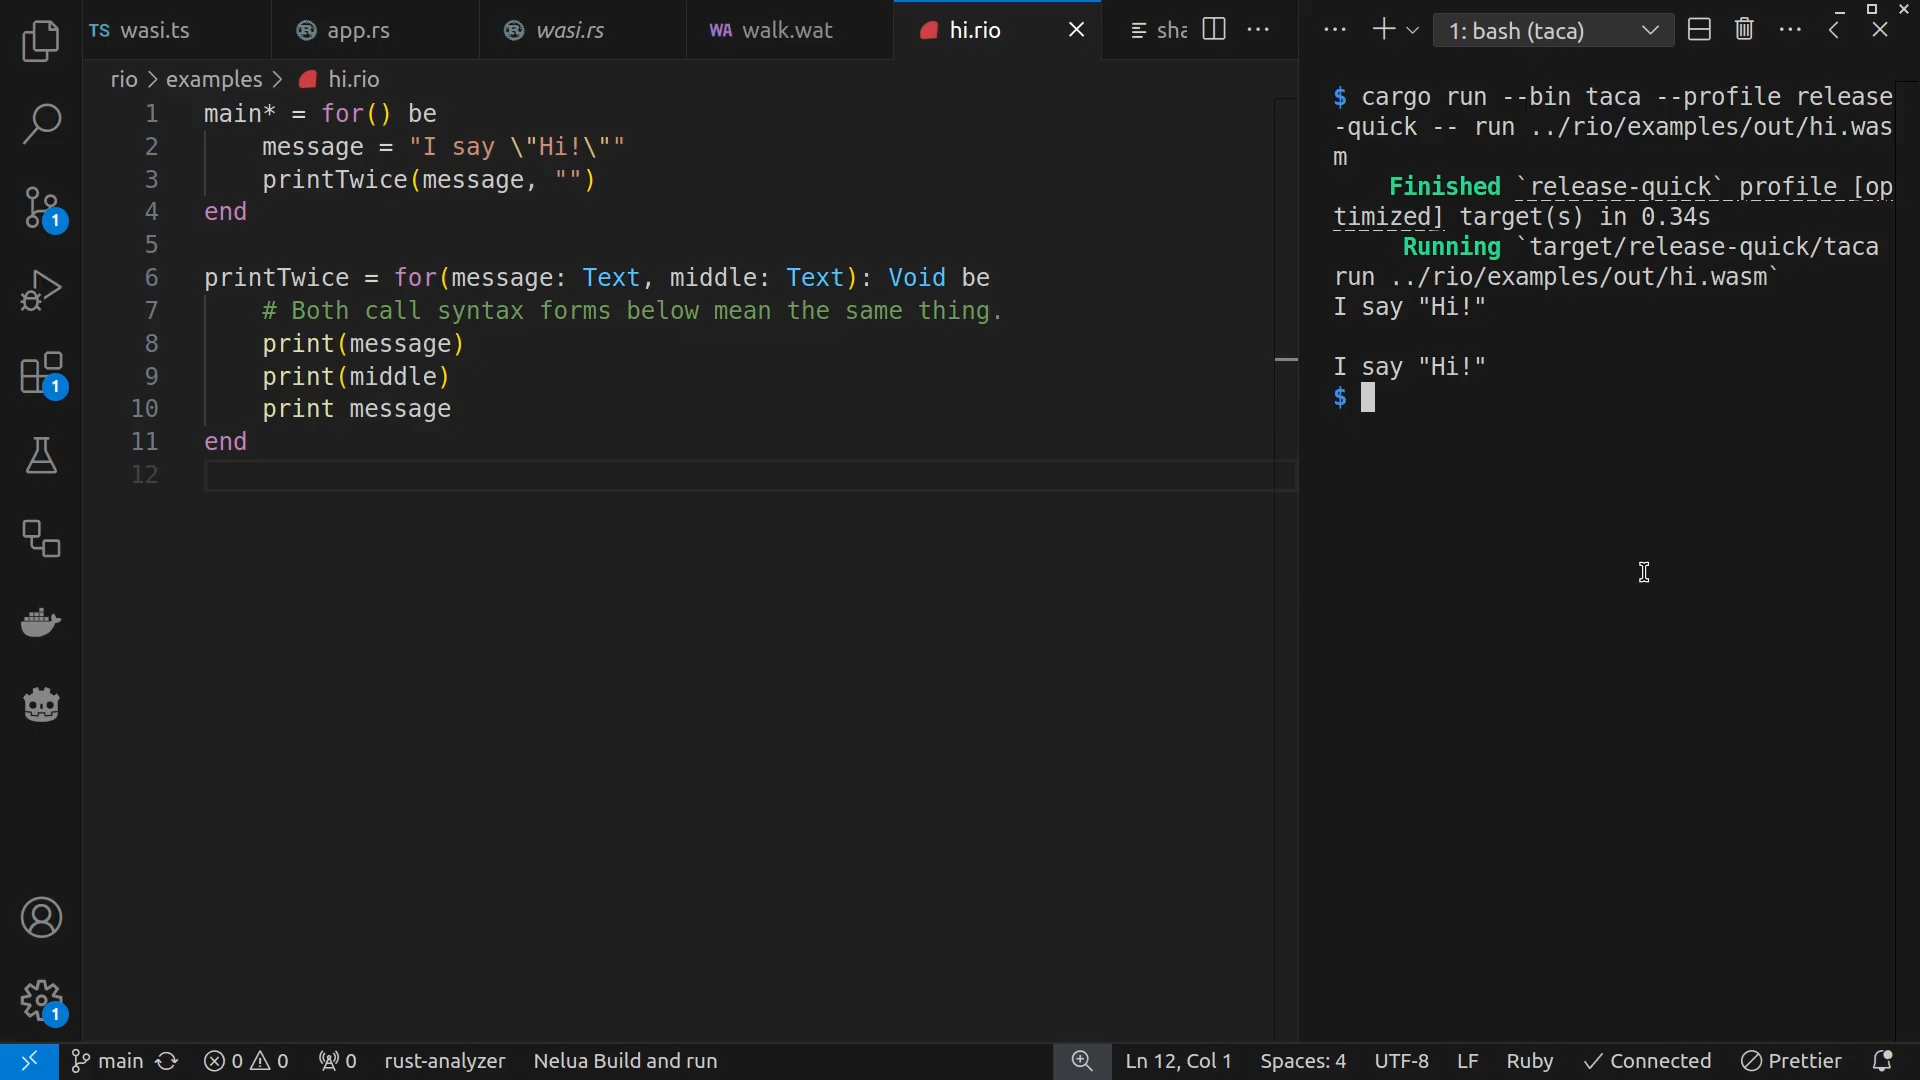 TS wasi.ts
app.rs
wasi.rs
WA walk.wat
hi.rio
sha
1: bash (taca)
rio > examples > hi.rio
1 main* = for() be
2 message = "I say \"Hi!\""
3 printTwice(message, "")
4 end
5
6 printTwice = for(message: Text, middle: Text): Void be
7 # Both call syntax forms below mean the same thing.
8 print(message)
9 print(middle)
10 print message
11 end
12
$ cargo run --bin taca --profile release
-quick -- run ../rio/examples/out/hi.was
m
Finished `release-quick` profile [op
timized] target(s) in 0.34s
Running `target/release-quick/taca
run ../rio/examples/out/hi.wasm`
I say "Hi!"
I say "Hi!"
$
1
1
1
main 0 0 0 rust-analyzer Nelua Build and run Ln 12, Col 1 Spaces: 4 UTF-8 LF Ruby Connected Prettier